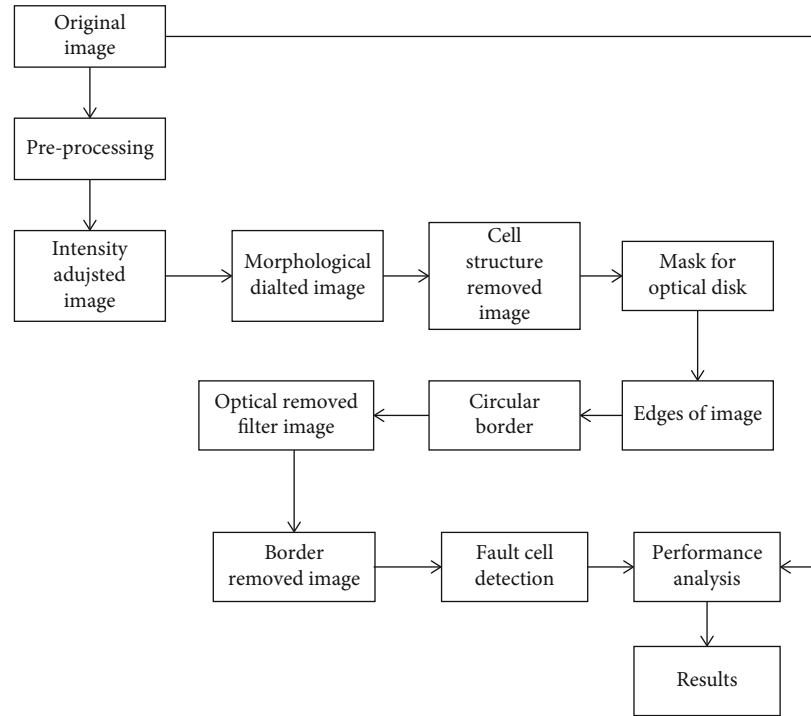 Original
image
Pre-processing
Intensity
adujsted
image
Morphological
dialted image
Cell
structure
removed
image
Mask for
optical disk
Edges of image
Circular
border
Optical removed
filter image
Border
removed image
Fault cell
detection
Performance
analysis
Results